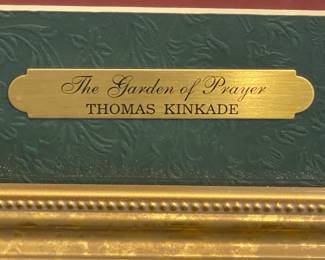 The Garden of Prayer
THOMAS KINKADE